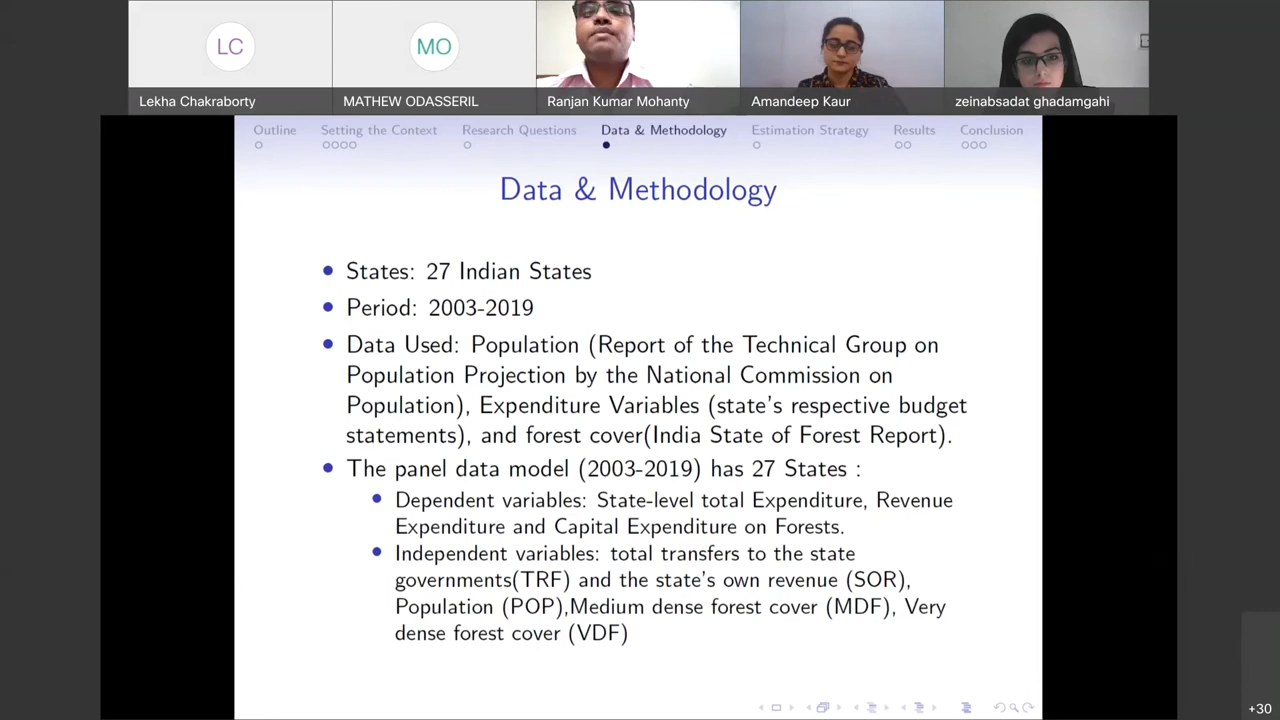 LC
MO
Lekha Chakraborty
MATHEW ODASSERIL
Ranjan Kumar Mohanty
Amandeep Kaur
zeinabsadat ghadamgahi
Outline
Setting the Context
Research Questions
Data & Methodology
Estimation Strategy
Results
Conclusion
Data & Methodology
States: 27 Indian States
Period: 2003-2019
Data Used: Population (Report of the Technical Group on
Population Projection by the National Commission on
Population), Expenditure Variables (state's respective budget
statements), and forest cover(India State of Forest Report).
The panel data model (2003-2019) has 27 States :
Dependent variables: State-level total Expenditure, Revenue
Expenditure and Capital Expenditure on Forests.
Independent variables: total transfers to the state
governments(TRF) and the state's own revenue (SOR),
Population (POP),Medium dense forest cover (MDF), Very
dense forest cover (VDF)
+30